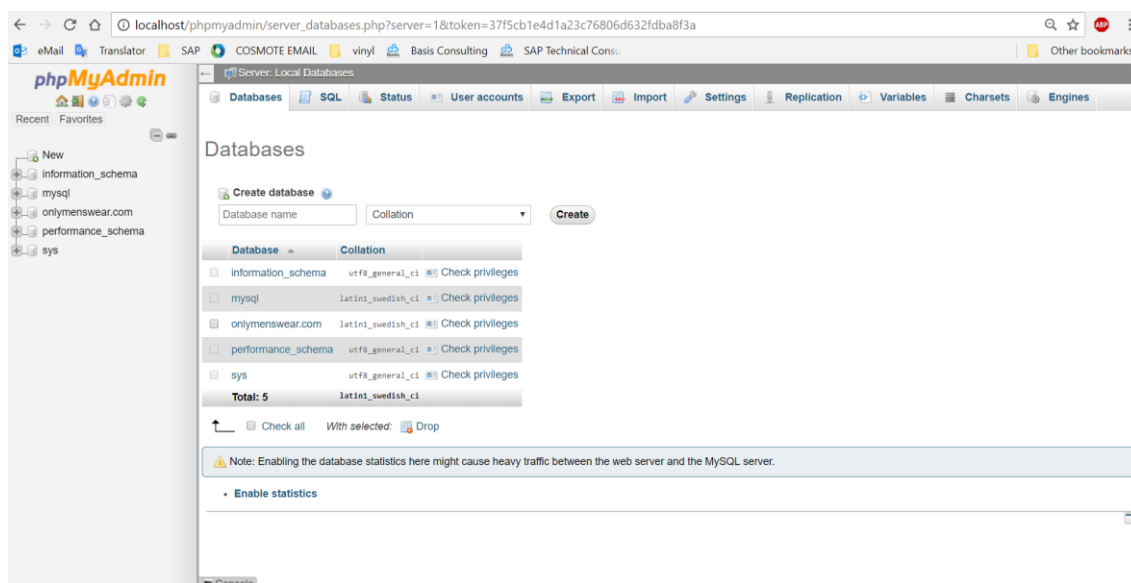 localhost/phpmyadmin/server_databases.php?server=1&token=37f5cb1e4d1a23c76806d632fdba8f3a
ABP
eMail Translator SAP COSMOTE EMAIL vinyl Basis Consulting SAP Technical Consu Other bookmarks
phpMyAdmin
Recent Favorites
New
information_schema
mysql
onlymenswear.com
performance_schema
sys
Server: Local Databases
Databases SQL Status User accounts Export Import Settings Replication Variables Charsets Engines
Databases
Create database
Database name Collation Create
Database Collation
information_schema utf8_general_ci Check privileges
mysql latin1_swedish_ci Check privileges
onlymenswear.com latin1_swedish_ci Check privileges
performance_schema utf8_general_ci Check privileges
sys utf8_general_ci Check privileges
Total: 5 latin1_swedish_ci
Check all With selected: Drop
Note: Enabling the database statistics here might cause heavy traffic between the web server and the MySQL server.
Enable statistics
Console